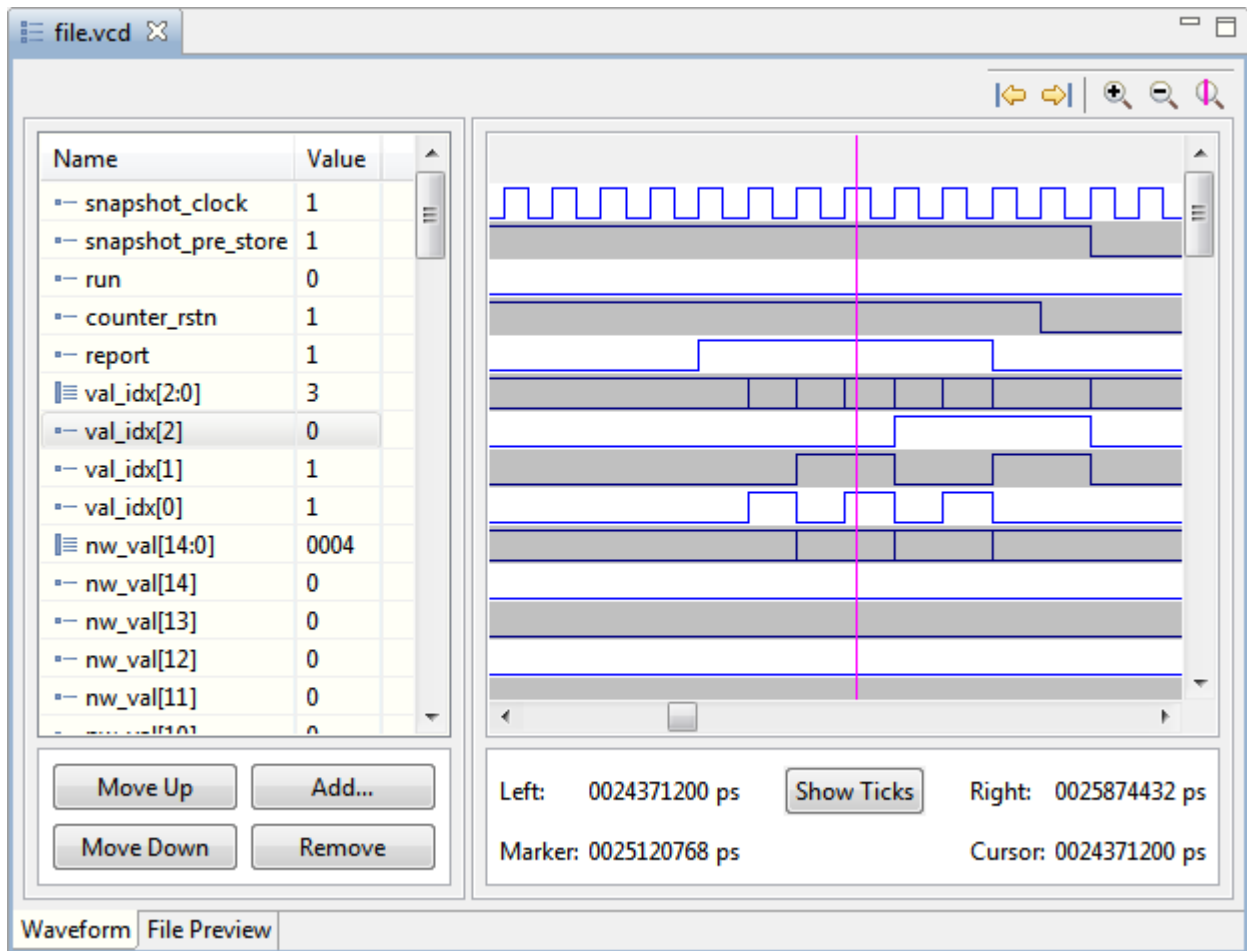 file.vcd
Name Value
snapshot_clock 1
snapshot_pre_store 1
run 0
counter_rstn 1
report 1
val_idx[2:0] 3
val_idx[2] 0
val_idx[1] 1
val_idx[0] 1
nw_val[14:0] 0004
nw_val[14] 0
nw_val[13] 0
nw_val[12] 0
nw_val[11] 0
Move Up Add...
Move Down Remove
Left: 0024371200 ps Show Ticks Right: 0025874432 ps
Marker: 0025120768 ps Cursor: 0024371200 ps
Waveform File Preview